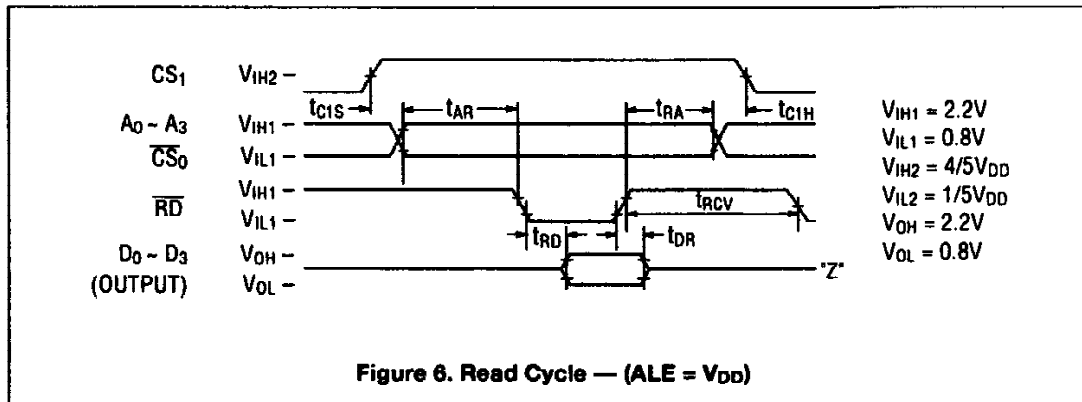 CS1 VIH2
tC1S tAR tRA tC1H
A0 ~ A3 VIH1
CS0 VIL1
RD VIH1
VIL1
tRCV
tRD tDR
D0 ~ D3 VOH
(OUTPUT) VOL
"Z"
VIH1 = 2.2V
VIL1 = 0.8V
VIH2 = 4/5VDD
VIL2 = 1/5VDD
VOH = 2.2V
VOL = 0.8V
Figure 6. Read Cycle — (ALE = VDD)